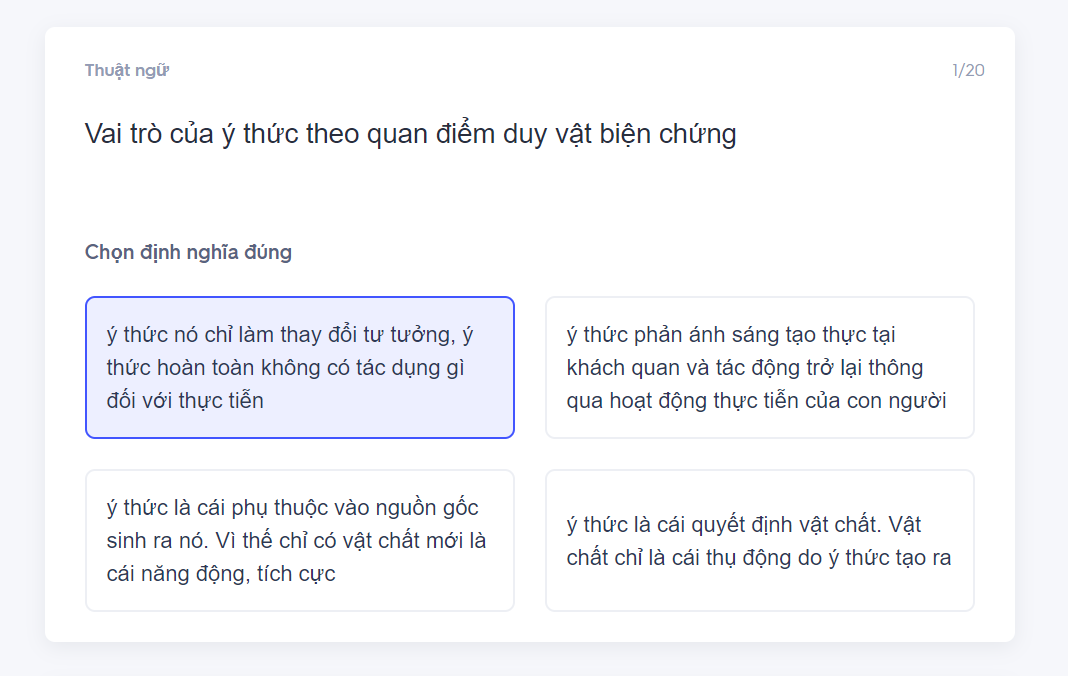 Thuật ngữ
1/20
Vai trò của ý thức theo quan điểm duy vật biện chứng
Chọn định nghĩa đúng
ý thức nó chỉ làm thay đổi tư tưởng, ý
thức hoàn toàn không có tác dụng gì
đối với thực tiễn
ý thức phản ánh sáng tạo thực tại
khách quan và tác động trở lại thông
qua hoạt động thực tiễn của con người
ý thức là cái phụ thuộc vào nguồn gốc
sinh ra nó. Vì thế chỉ có vật chất mới là
cái năng động, tích cực
ý thức là cái quyết định vật chất. Vật
chất chỉ là cái thụ động do ý thức tạo ra